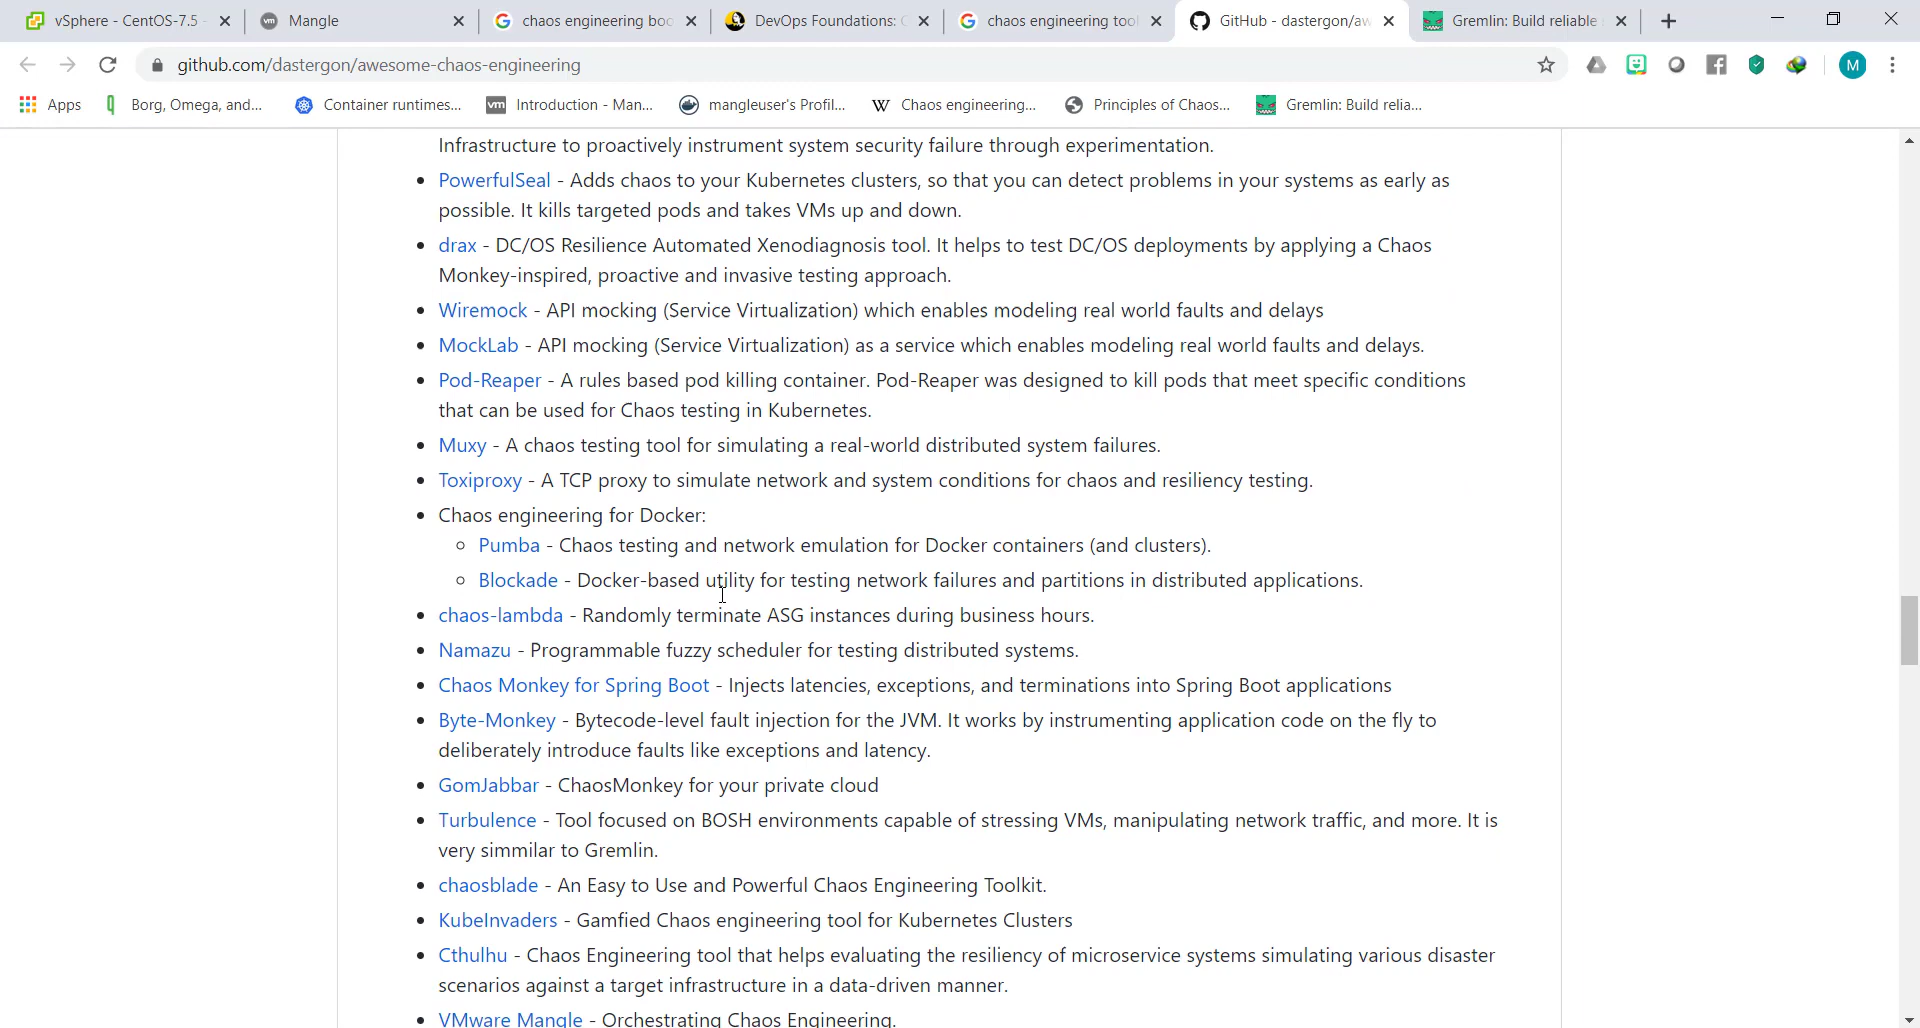 vSphere - CentOS-7.5 -
Mangle
chaos engineering boo
DevOps Foundations: C
chaos engineering tool
GitHub - dastergon/aw
Gremlin: Build reliable s
github.com/dastergon/awesome-chaos-engineering
M
Apps
Borg, Omega, and...
Container runtimes...
vm Introduction - Man...
mangleuser's Profil...
W Chaos engineering...
Principles of Chaos...
Gremlin: Build relia...
Infrastructure to proactively instrument system security failure through experimentation.
PowerfulSeal - Adds chaos to your Kubernetes clusters, so that you can detect problems in your systems as early as
possible. It kills targeted pods and takes VMs up and down.
drax - DC/OS Resilience Automated Xenodiagnosis tool. It helps to test DC/OS deployments by applying a Chaos
Monkey-inspired, proactive and invasive testing approach.
Wiremock - API mocking (Service Virtualization) which enables modeling real world faults and delays
MockLab - API mocking (Service Virtualization) as a service which enables modeling real world faults and delays.
Pod-Reaper - A rules based pod killing container. Pod-Reaper was designed to kill pods that meet specific conditions
that can be used for Chaos testing in Kubernetes.
Muxy - A chaos testing tool for simulating a real-world distributed system failures.
Toxiproxy - A TCP proxy to simulate network and system conditions for chaos and resiliency testing.
Chaos engineering for Docker:
Pumba - Chaos testing and network emulation for Docker containers (and clusters).
Blockade - Docker-based utility for testing network failures and partitions in distributed applications.
chaos-lambda - Randomly terminate ASG instances during business hours.
Namazu - Programmable fuzzy scheduler for testing distributed systems.
Chaos Monkey for Spring Boot - Injects latencies, exceptions, and terminations into Spring Boot applications
Byte-Monkey - Bytecode-level fault injection for the JVM. It works by instrumenting application code on the fly to
deliberately introduce faults like exceptions and latency.
GomJabbar - ChaosMonkey for your private cloud
Turbulence - Tool focused on BOSH environments capable of stressing VMs, manipulating network traffic, and more. It is
very simmilar to Gremlin.
chaosblade - An Easy to Use and Powerful Chaos Engineering Toolkit.
KubeInvaders - Gamfied Chaos engineering tool for Kubernetes Clusters
Cthulhu - Chaos Engineering tool that helps evaluating the resiliency of microservice systems simulating various disaster
scenarios against a target infrastructure in a data-driven manner.
VMware Mangle - Orchestrating Chaos Engineering.